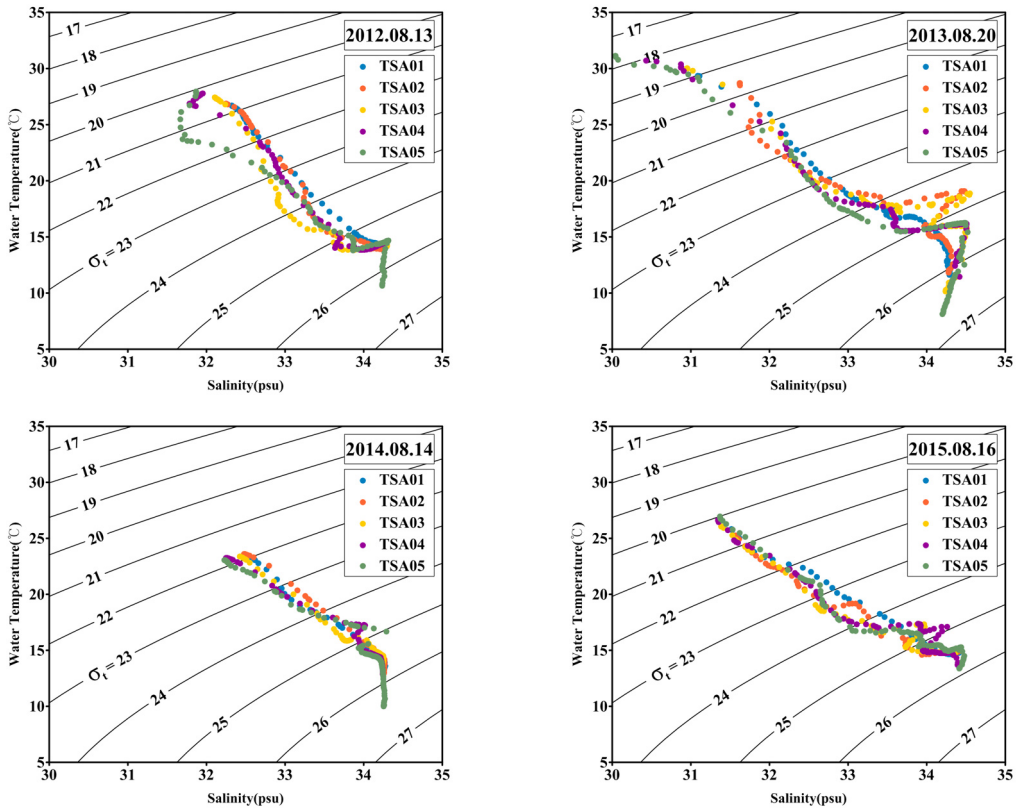 35
30
25
20
15
10
5
Water Temperature(℃)
17
18
19
20
21
22
σt= 23
24
25
26
27
2012.08.13
TSA01
TSA02
TSA03
TSA04
TSA05
30 31 32 33 34 35
Salinity(psu)
35
30
25
20
15
10
5
Water Temperature(℃)
17
18
19
20
21
22
σt= 23
24
25
26
27
2013.08.20
TSA01
TSA02
TSA03
TSA04
TSA05
30 31 32 33 34 35
Salinity(psu)
35
30
25
20
15
10
5
Water Temperature(℃)
17
18
19
20
21
22
σt= 23
24
25
26
27
2014.08.14
TSA01
TSA02
TSA03
TSA04
TSA05
30 31 32 33 34 35
Salinity(psu)
35
30
25
20
15
10
5
Water Temperature(℃)
17
18
19
20
21
22
σt= 23
24
25
26
27
2015.08.16
TSA01
TSA02
TSA03
TSA04
TSA05
30 31 32 33 34 35
Salinity(psu)